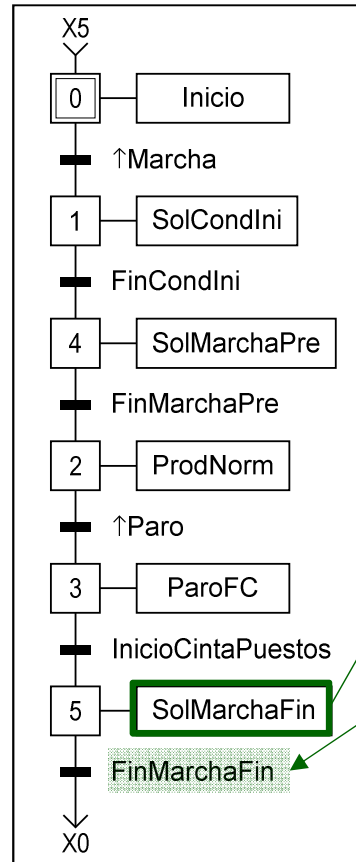 X5
0 Inicio
↑Marcha
1 SolCondIni
FinCondIni
4 SolMarchaPre
FinMarchaPre
2 ProdNorm
↑Paro
3 ParoFC
InicioCintaPuestos
5 SolMarchaFin
FinMarchaFin
X0